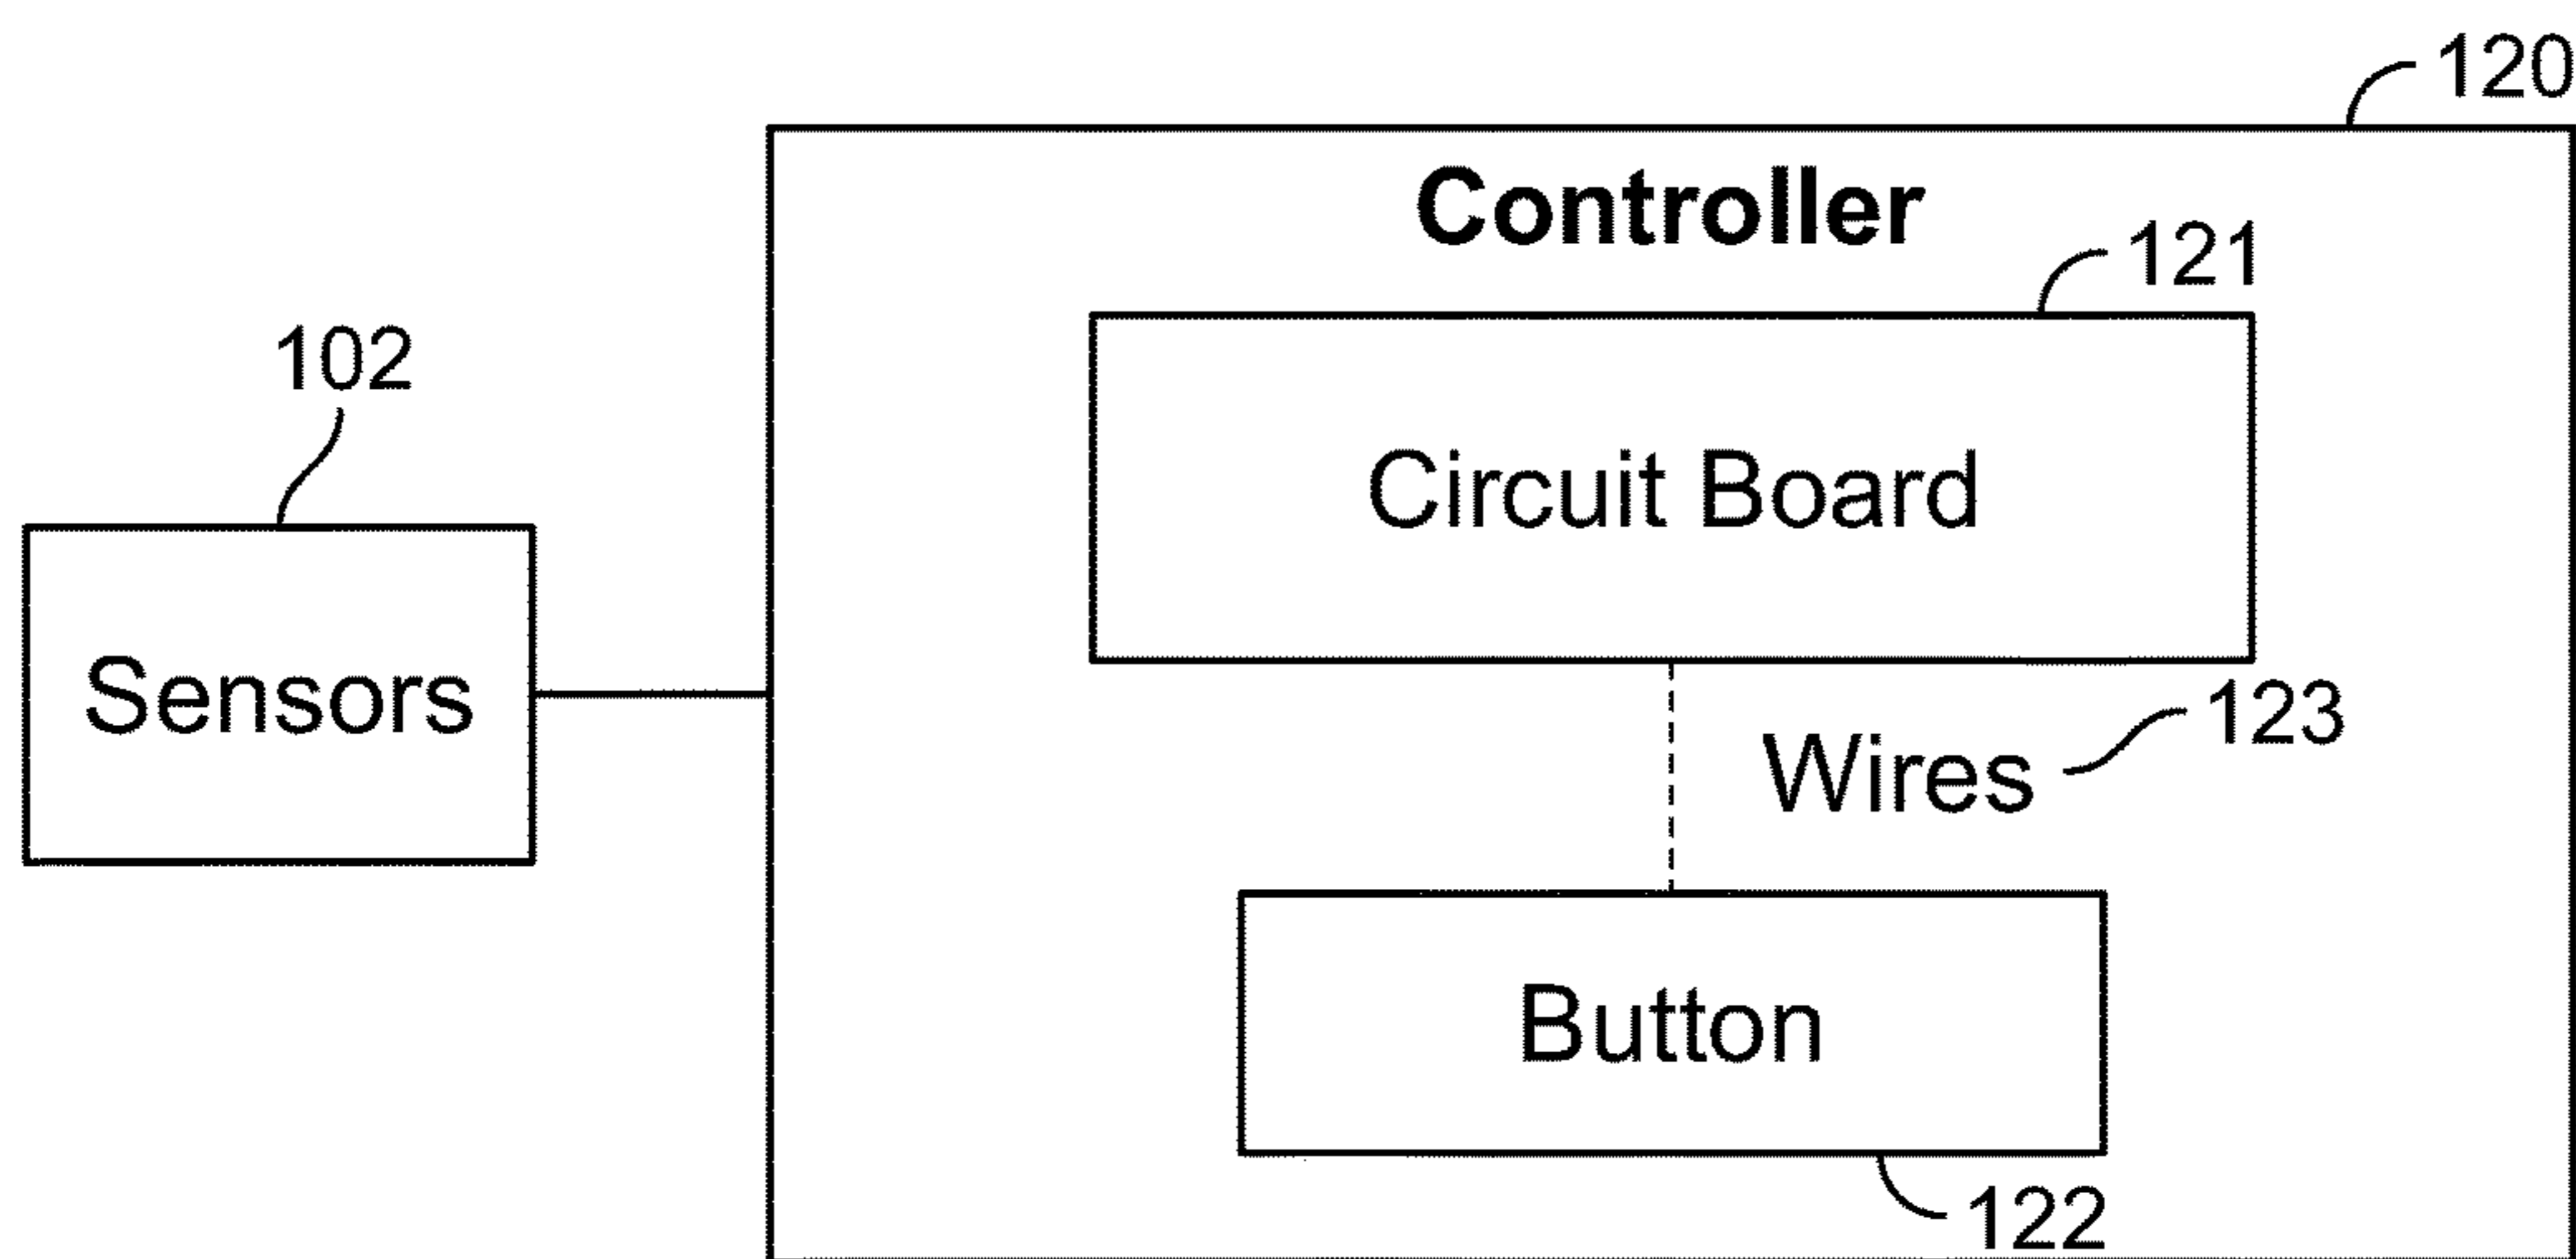 120
Controller
121
102
Circuit Board
Sensors
123
Wires
Button
122